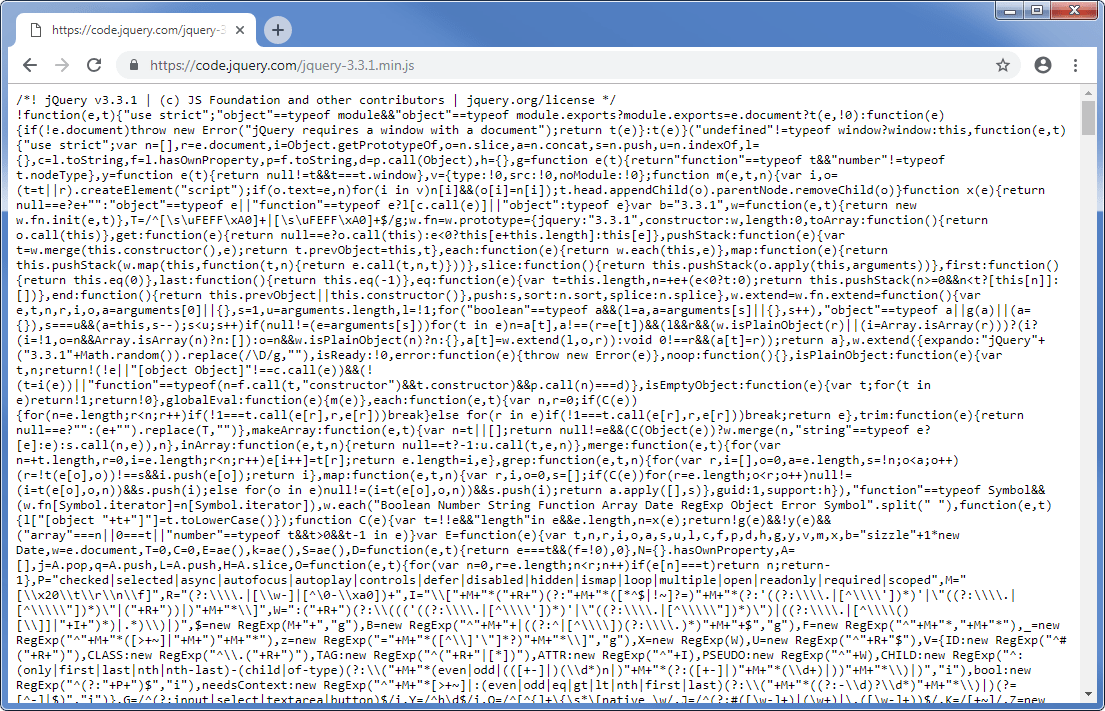 https://code.jquery.com/jquery-3
https://code.jquery.com/jquery-3.3.1.min.js
/*! jQuery v3.3.1 | (c) JS Foundation and other contributors | jquery.org/license */
!function(e,t){"use strict";"object"==typeof module&&"object"==typeof module.exports?module.exports=e.document?t(e,!0):function(e)
{if(!e.document)throw new Error("jQuery requires a window with a document");return t(e)}:t(e)}("undefined"!=typeof window?window:this,function(e,t)
{"use strict";var n=[],r=e.document,i=Object.getPrototypeOf,o=n.slice,a=n.concat,s=n.push,u=n.indexOf,l=
{},c=l.toString,f=l.hasOwnProperty,p=f.toString,d=p.call(Object),h={},g=function e(t){return"function"==typeof t&&"number"!=typeof
t.nodeType},y=function e(t){return null!=t&&t===t.window},v={type:!0,src:!0,noModule:!0};function m(e,t,n){var i,o=
(t=t||r).createElement("script");if(o.text=e,n)for(i in v)n[i]&&(o[i]=n[i]);t.head.appendChild(o).parentNode.removeChild(o)}function x(e){return
null==e?e+"":"object"==typeof e||"function"==typeof e?l[c.call(e)]||"object":typeof e}var b="3.3.1",w=function(e,t){return new
w.fn.init(e,t)},T=/^[\s\uFEFF\xA0]+|[\s\uFEFF\xA0]+$/g;w.fn=w.prototype={jquery:"3.3.1",constructor:w,length:0,toArray:function(){return
o.call(this)},get:function(e){return null==e?o.call(this):e<0?this[e+this.length]:this[e]},pushStack:function(e){var
t=w.merge(this.constructor(),e);return t.prevObject=this,t},each:function(e){return w.each(this,e)},map:function(e){return
this.pushStack(w.map(this,function(t,n){return e.call(t,n,t)}))},slice:function(){return this.pushStack(o.apply(this,arguments))},first:function()
{return this.eq(0)},last:function(){return this.eq(-1)},eq:function(e){var t=this.length,n=+e+(e<0?t:0);return this.pushStack(n>=0&&n<t?[this[n]]:
[])},end:function(){return this.prevObject||this.constructor()},push:s,sort:n.sort,splice:n.splice},w.extend=w.fn.extend=function(){var
e,t,n,r,i,o,a=arguments[0]||{},s=1,u=arguments.length,l=!1;for("boolean"==typeof a&&(l=a,a=arguments[s]||{},s++),"object"==typeof a||g(a)||(a=
{}),s===u&&(a=this,s--);s<u;s++)if(null!=(e=arguments[s]))for(t in e)n=a[t],a!==(r=e[t])&&(l&&r&&(w.isPlainObject(r)||(i=Array.isArray(r)))?(i?
(i=!1,o=n&&Array.isArray(n)?n:[]):o=n&&w.isPlainObject(n)?n:{},a[t]=w.extend(l,o,r)):void 0!==r&&(a[t]=r));return a},w.extend({expando:"jQuery"+
("3.3.1"+Math.random()).replace(/\D/g,""),isReady:!0,error:function(e){throw new Error(e)},noop:function(){},isPlainObject:function(e){var
t,n;return!(!e||"[object Object]"!==c.call(e))&&(!
(t=i(e))||"function"==typeof(n=f.call(t,"constructor")&&t.constructor)&&p.call(n)===d)},isEmptyObject:function(e){var t;for(t in
e)return!1;return!0},globalEval:function(e){m(e)},each:function(e,t){var n,r=0;if(C(e))
{for(n=e.length;r<n;r++)if(!1===t.call(e[r],r,e[r]))break}else for(r in e)if(!1===t.call(e[r],r,e[r]))break;return e},trim:function(e){return
null==e?"":(e+"").replace(T,"")},makeArray:function(e,t){var n=t||[];return null!=e&&(C(Object(e))?w.merge(n,"string"==typeof e?
[e]:e):s.call(n,e)),n},inArray:function(e,t,n){return null==t?-1:u.call(t,e,n)},merge:function(e,t){for(var
n=+t.length,r=0,i=e.length;r<n;r++)e[i++]=t[r];return e.length=i,e},grep:function(e,t,n){for(var r,i=[],o=0,a=e.length,s=!n;o<a;o++)
(r=!t(e[o],o))!==s&&i.push(e[o]);return i},map:function(e,t,n){var r,i,o=0,s=[];if(C(e))for(r=e.length;o<r;o++)null!=
(i=t(e[o],o,n))&&s.push(i);else for(o in e)null!=(i=t(e[o],o,n))&&s.push(i);return a.apply([],s)},guid:1,support:h}),"function"==typeof Symbol&&
(w.fn[Symbol.iterator]=n[Symbol.iterator]),w.each("Boolean Number String Function Array Date RegExp Object Error Symbol".split(" "),function(e,t)
{l["[object "+t+"]"]=t.toLowerCase()});function C(e){var t=!!e&&"length"in e&&e.length,n=x(e);return!g(e)&&!y(e)&&
("array"===n||0===t||"number"==typeof t&&t>0&&t-1 in e)}var E=function(e){var t,n,r,i,o,a,s,u,l,c,f,p,d,h,g,y,v,m,x,b="sizzle"+1*new
Date,w=e.document,T=0,C=0,E=ae(),k=ae(),S=ae(),D=function(e,t){return e===t&&(f=!0),0},N={}.hasOwnProperty,A=
[],j=A.pop,q=A.push,L=A.push,H=A.slice,O=function(e,t){for(var n=0,r=e.length;n<r;n++)if(e[n]===t)return n;return-
1},P="checked|selected|async|autofocus|autoplay|controls|defer|disabled|hidden|ismap|loop|multiple|open|readonly|required|scoped",M="
[\\x20\\t\\r\\n\\f]",R="(?:\\\\.|[\\w-]|[^\0-\\xa0])+",I="\\["+M+"*("+R+")(?:"+M+"*([*^$|!~]?=)"+M+"*(?:'((?:\\\\.|[^\\\\'])*)'|\"((?:\\\\.|
[^\\\\\"])*)\"|("+R+"))|)"+M+"*\\]",W=":("+R+")(?:\\((('((?:\\\\.|[^\\\\'])*)'|\"((?:\\\\.|[^\\\\\"])*)\")|((?:\\\\.|[^\\\\()
[\\]]|"+I+")*)|.*)\\)|)",$=new RegExp(M+"+","g"),B=new RegExp("^"+M+"+|((?:^|[^\\\\])(?:\\\\.)*)"+M+"+$","g"),F=new RegExp("^"+M+"*,"+M+"*"),_=new
RegExp("^"+M+"*([>+~]|"+M+")"+M+"*"),z=new RegExp("="+M+"*([^\\]'\"]*?)"+M+"*\\]","g"),X=new RegExp(W),U=new RegExp("^"+R+"$"),V={ID:new RegExp("^#
("+R+")"),CLASS:new RegExp("^\\.("+R+")"),TAG:new RegExp("^("+R+"|[*])"),ATTR:new RegExp("^"+I),PSEUDO:new RegExp("^"+W),CHILD:new RegExp("^:
(only|first|last|nth|nth-last)-(child|of-type)(?:\\("+M+"*(even|odd|(([+-]|)(\\d*)n|)"+M+"*(?:([+-]|)"+M+"*(\\d+)|))"+M+"*\\)|)","i"),bool:new
RegExp("^(?:"+P+")$","i"),needsContext:new RegExp("^"+M+"*[>+~]|:(even|odd|eq|gt|lt|nth|first|last)(?:\\("+M+"*((?:-\\d)?\\d*)"+M+"*\\)|)(?=
[^-]|$)","i")},G=/^(?:input|select|textarea|button)$/i,Y=/^h\d$/i,Q=/^[^{]+\{\s*\[native \w/,J=/^(?:#([\w-]+)|(\w+)|\.([\w-]+))$/,K=/[+~]/,Z=new